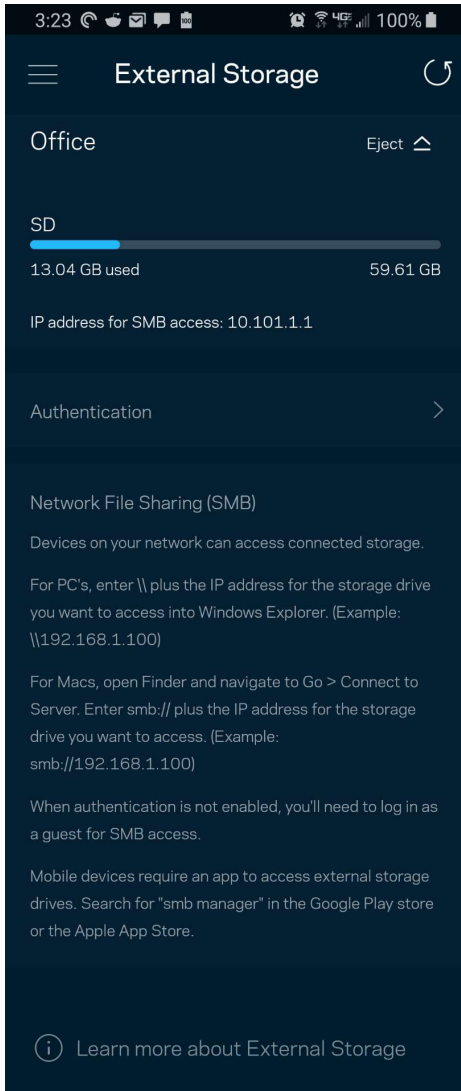 3:23 100 4G 100%
External Storage
Office Eject
SD
13.04 GB used 59.61 GB
IP address for SMB access: 10.101.1.1
Authentication
Network File Sharing (SMB)
Devices on your network can access connected storage.
For PC's, enter \\ plus the IP address for the storage drive
you want to access into Windows Explorer. (Example:
\\192.168.1.100)
For Macs, open Finder and navigate to Go > Connect to
Server. Enter smb:// plus the IP address for the storage
drive you want to access. (Example:
smb://192.168.1.100)
When authentication is not enabled, you'll need to log in as
a guest for SMB access.
Mobile devices require an app to access external storage
drives. Search for "smb manager" in the Google Play store
or the Apple App Store.
Learn more about External Storage